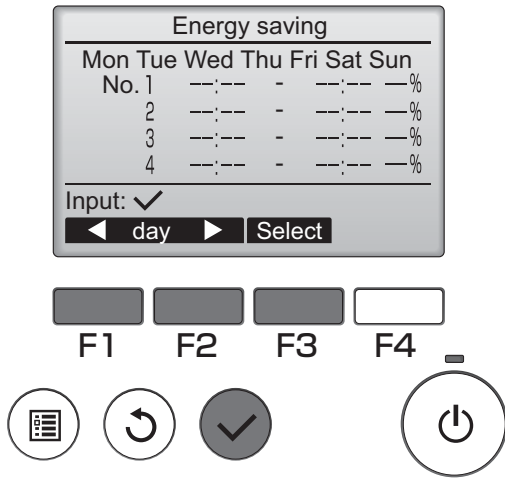 Energy saving
Mon Tue Wed Thu Fri Sat Sun
No. 1 --:-- - --:-- —%
2 --:-- - --:-- —%
3 --:-- - --:-- —%
4 --:-- - --:-- —%
Input: ✓
◀ day ▶ Select
F1 F2 F3 F4